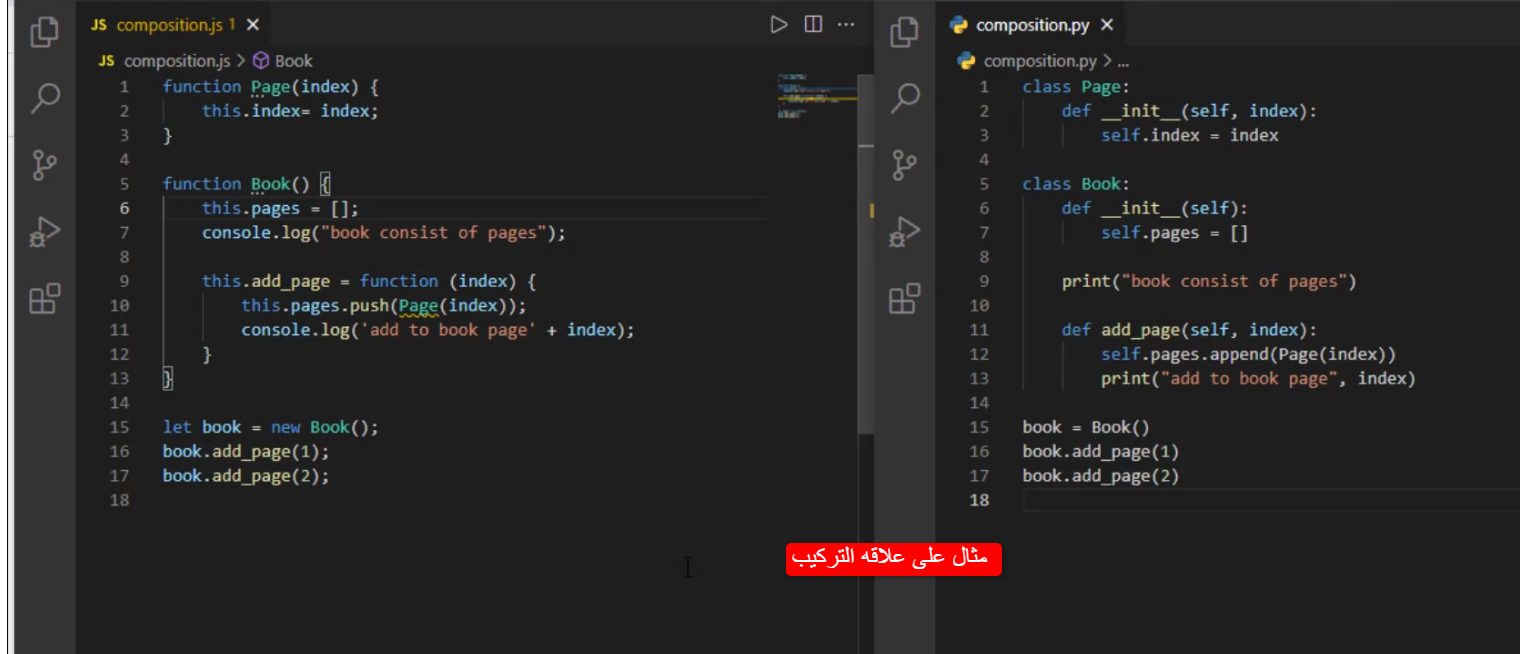 JS composition.js 1 ×
JS composition.js > Book
1 function Page(index) {
2     this.index= index;
3 }
4
5 function Book() {
6     this.pages = [];
7     console.log("book consist of pages");
8
9     this.add_page = function (index) {
10         this.pages.push(Page(index));
11         console.log('add to book page' + index);
12     }
13 }
14
15 let book = new Book();
16 book.add_page(1);
17 book.add_page(2);
18
composition.py ×
composition.py > ...
1 class Page:
2     def __init__(self, index):
3         self.index = index
4
5 class Book:
6     def __init__(self):
7         self.pages = []
8
9     print("book consist of pages")
10
11     def add_page(self, index):
12         self.pages.append(Page(index))
13         print("add to book page", index)
14
15 book = Book()
16 book.add_page(1)
17 book.add_page(2)
18
مثال على علاقه التركيب